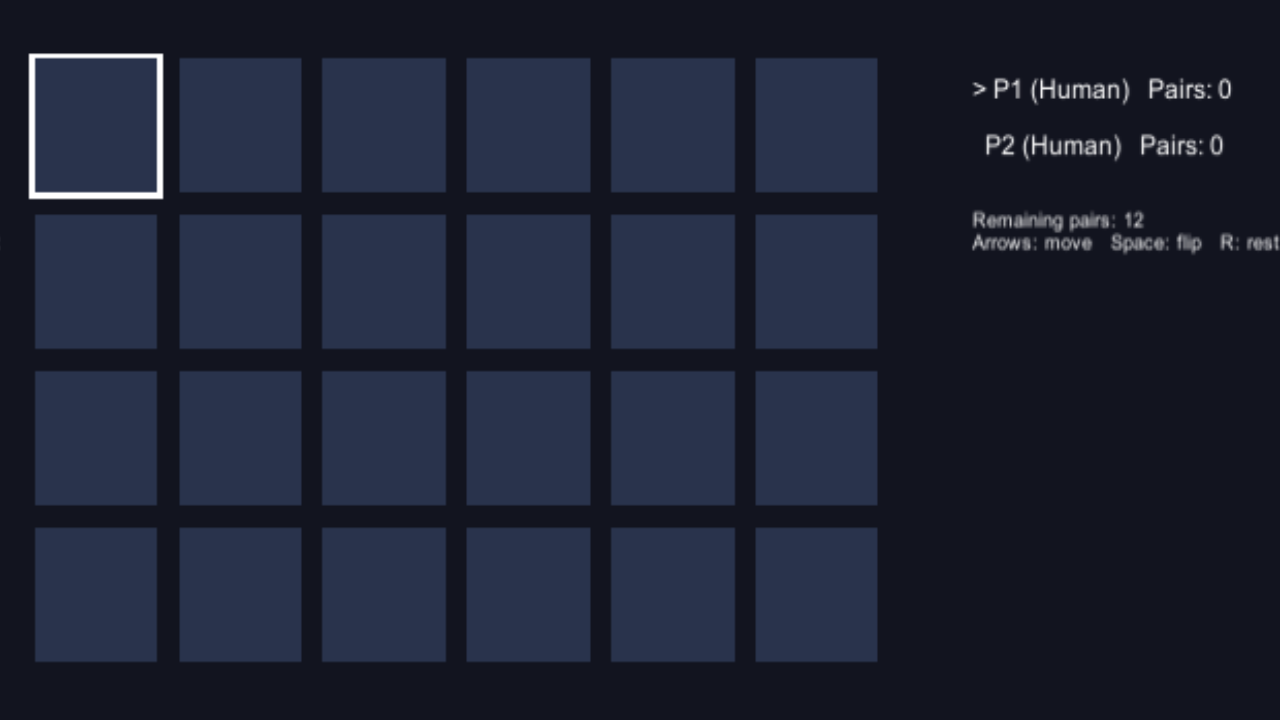 > P1 (Human) Pairs: 0
P2 (Human) Pairs: 0
Remaining pairs: 12
Arrows: move Space: flip R: rest